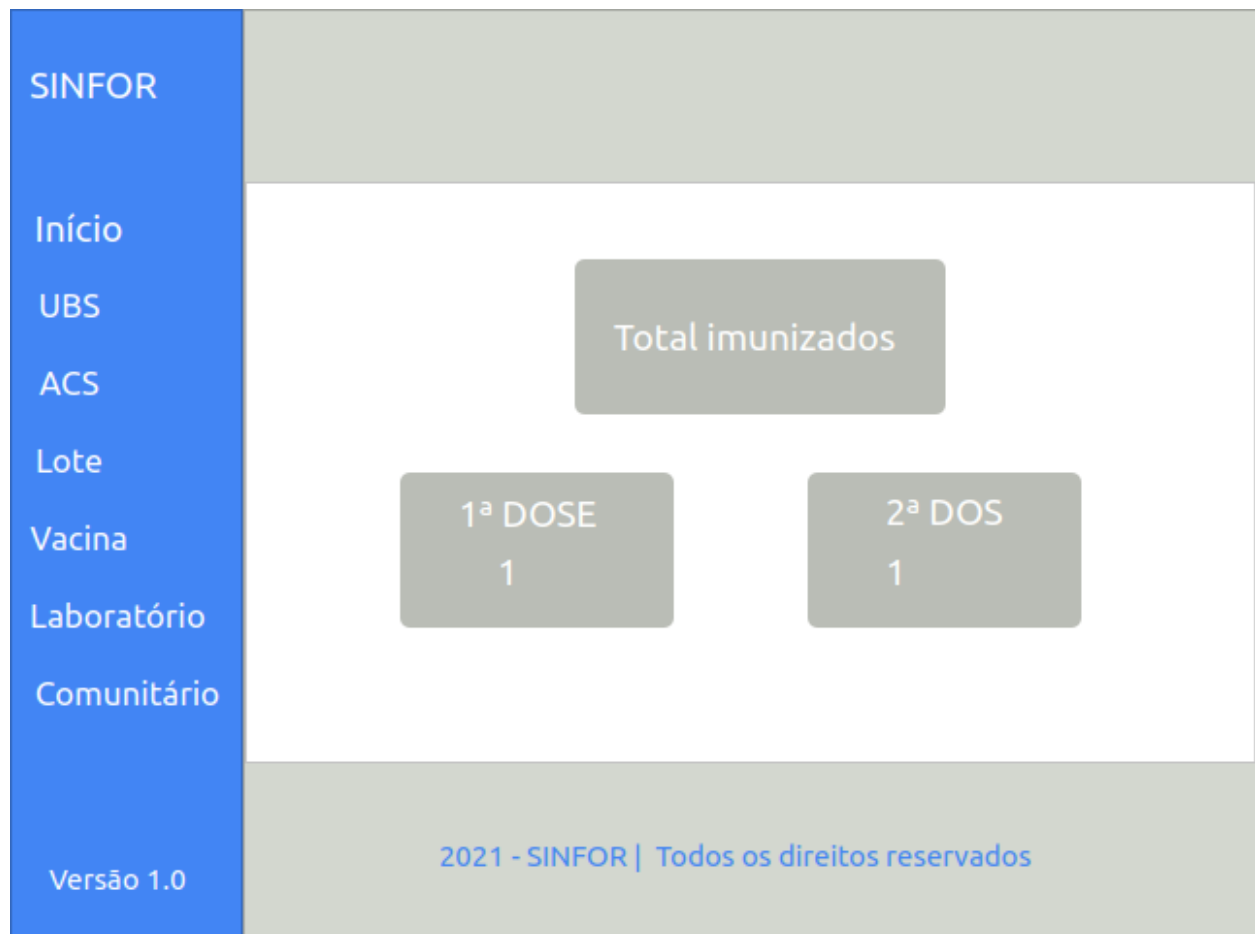 SINFOR
Início
UBS
ACS
Lote
Vacina
Laboratório
Comunitário
Versão 1.0
Total imunizados
1ª DOSE
1
2ª DOS
1
2021 - SINFOR | Todos os direitos reservados